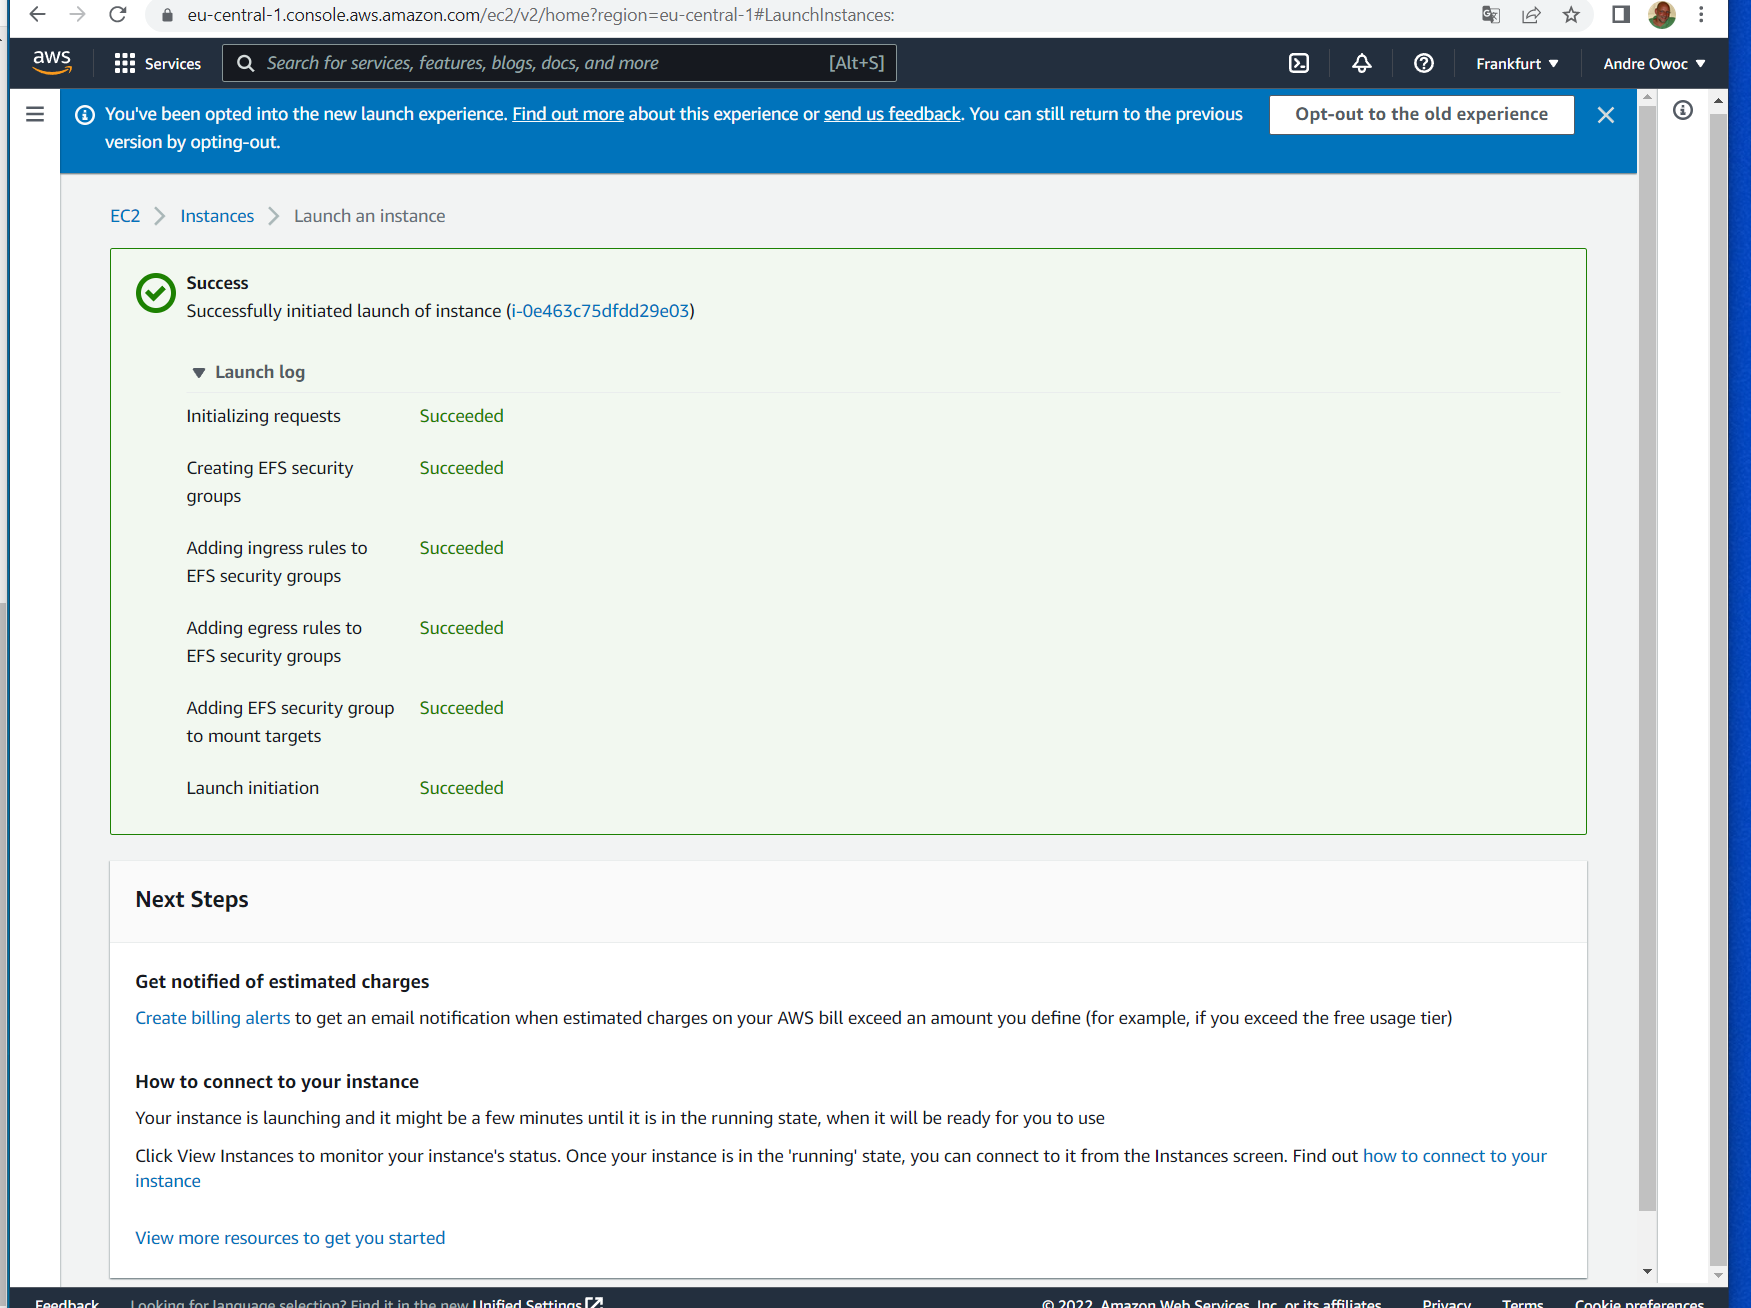 eu-central-1.console.aws.amazon.com/ec2/v2/home?region=eu-central-1#LaunchInstances:
aws
Services
Search for services, features, blogs, docs, and more
[Alt+S]
Frankfurt
Andre Owoc
You've been opted into the new launch experience. Find out more about this experience or send us feedback. You can still return to the previous
version by opting-out.
Opt-out to the old experience
EC2 > Instances > Launch an instance
Success
Successfully initiated launch of instance (i-0e463c75dfdd29e03)
Launch log
Initializing requests Succeeded
Creating EFS security Succeeded
groups
Adding ingress rules to Succeeded
EFS security groups
Adding egress rules to Succeeded
EFS security groups
Adding EFS security group Succeeded
to mount targets
Launch initiation Succeeded
Next Steps
Get notified of estimated charges
Create billing alerts to get an email notification when estimated charges on your AWS bill exceed an amount you define (for example, if you exceed the free usage tier)
How to connect to your instance
Your instance is launching and it might be a few minutes until it is in the running state, when it will be ready for you to use
Click View Instances to monitor your instance's status. Once your instance is in the 'running' state, you can connect to it from the Instances screen. Find out how to connect to your
instance
View more resources to get you started
Feedback Looking for language selection? Find it in the new Unified Settings © 2022, Amazon Web Services, Inc. or its affiliates. Privacy Terms Cookie preferences